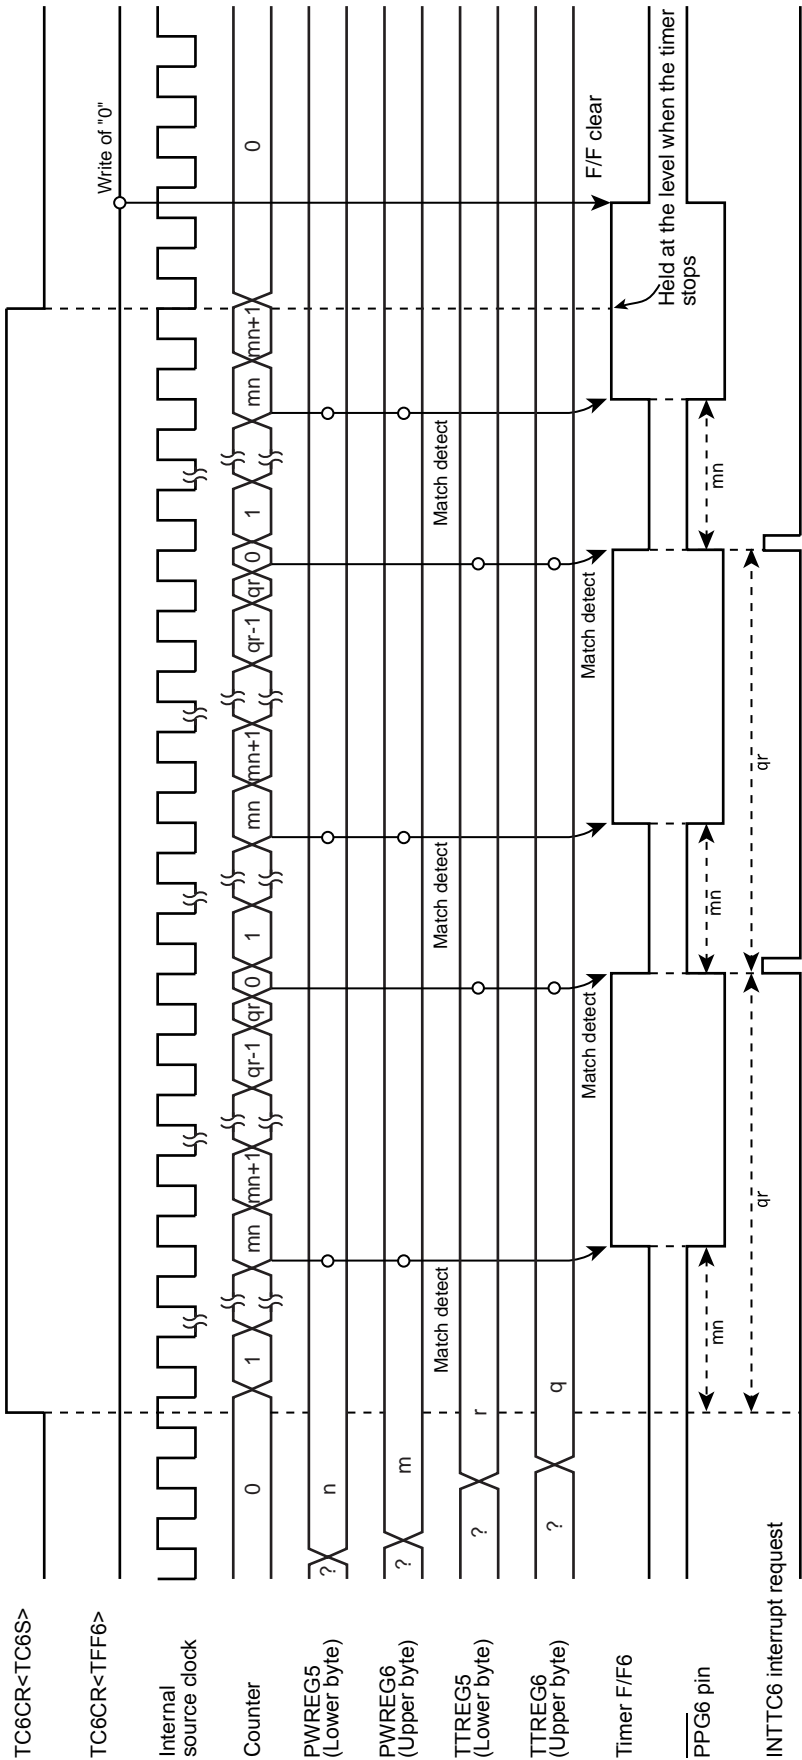 TC6CR<TC6S>
TC6CR<TFF6>
Write of "0"
Internal
source clock
Counter
0
1
mn
mn+1
qr-1
qr
0
1
mn
mn+1
qr-1
qr
0
1
mn
mn+1
0
PWREG5
(Lower byte)
?
n
PWREG6
(Upper byte)
?
m
Match detect
Match detect
Match detect
TTREG5
(Lower byte)
?
r
TTREG6
(Upper byte)
?
q
Match detect
Match detect
F/F clear
Timer F/F6
Held at the level when the timer
stops
PPG6 pin
mn
mn
mn
qr
qr
INTTC6 interrupt request